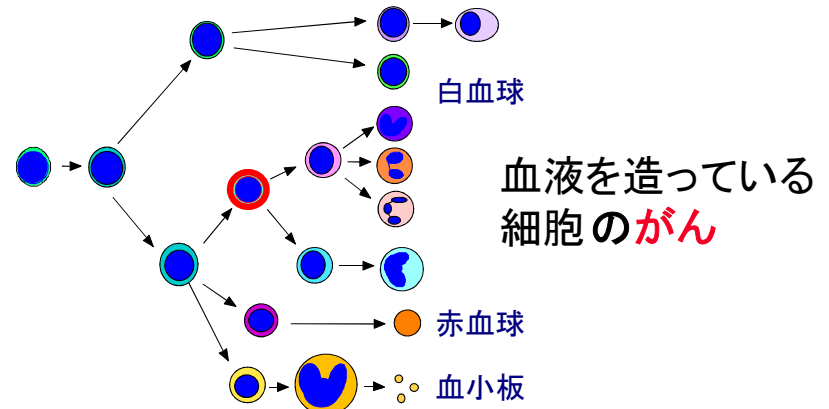 白血球
血液を造っている
細胞のがん
赤血球
血小板